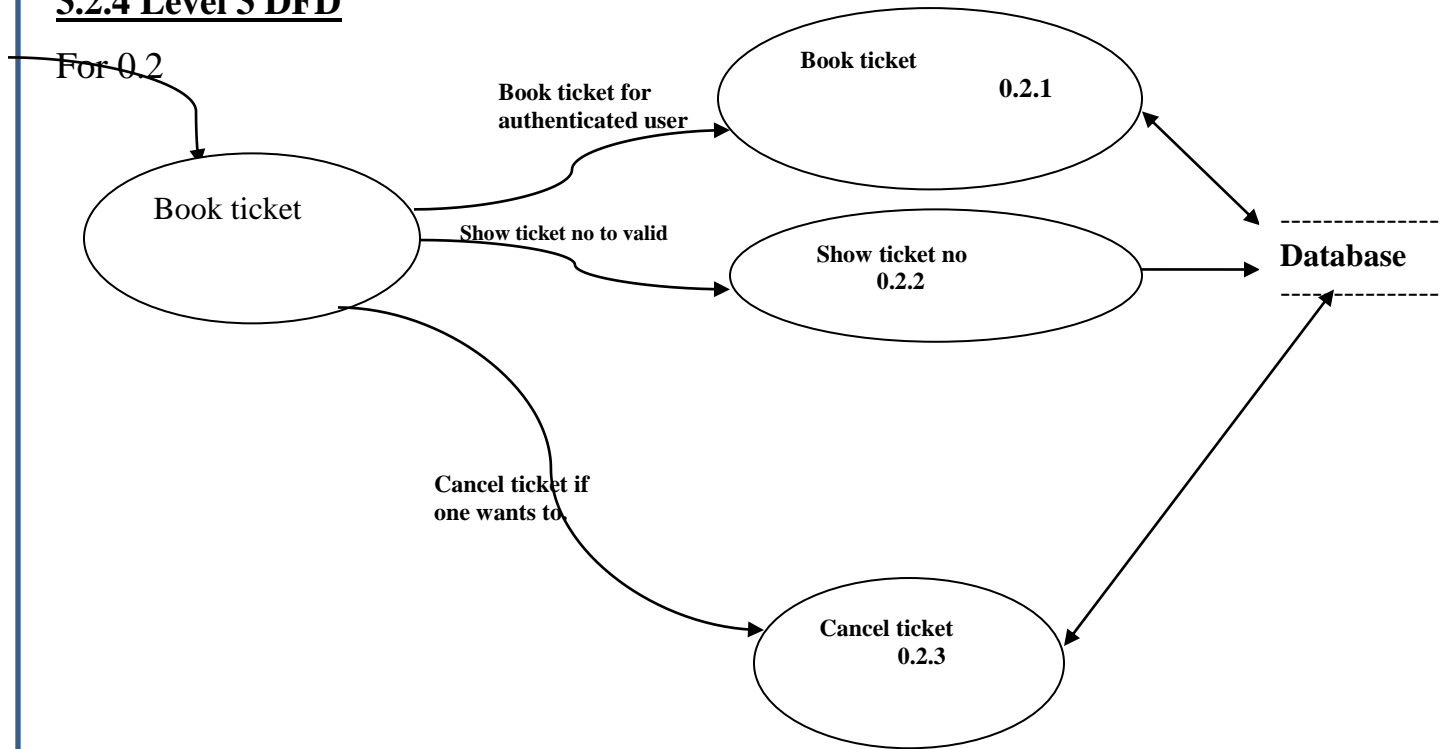 3.2.4 Level 3 DFD
For 0.2
Book ticket
Book ticket for
authenticated user
Show ticket no to valid
Cancel ticket if
one wants to.
Book ticket
0.2.1
Show ticket no
0.2.2
Cancel ticket
0.2.3
Database